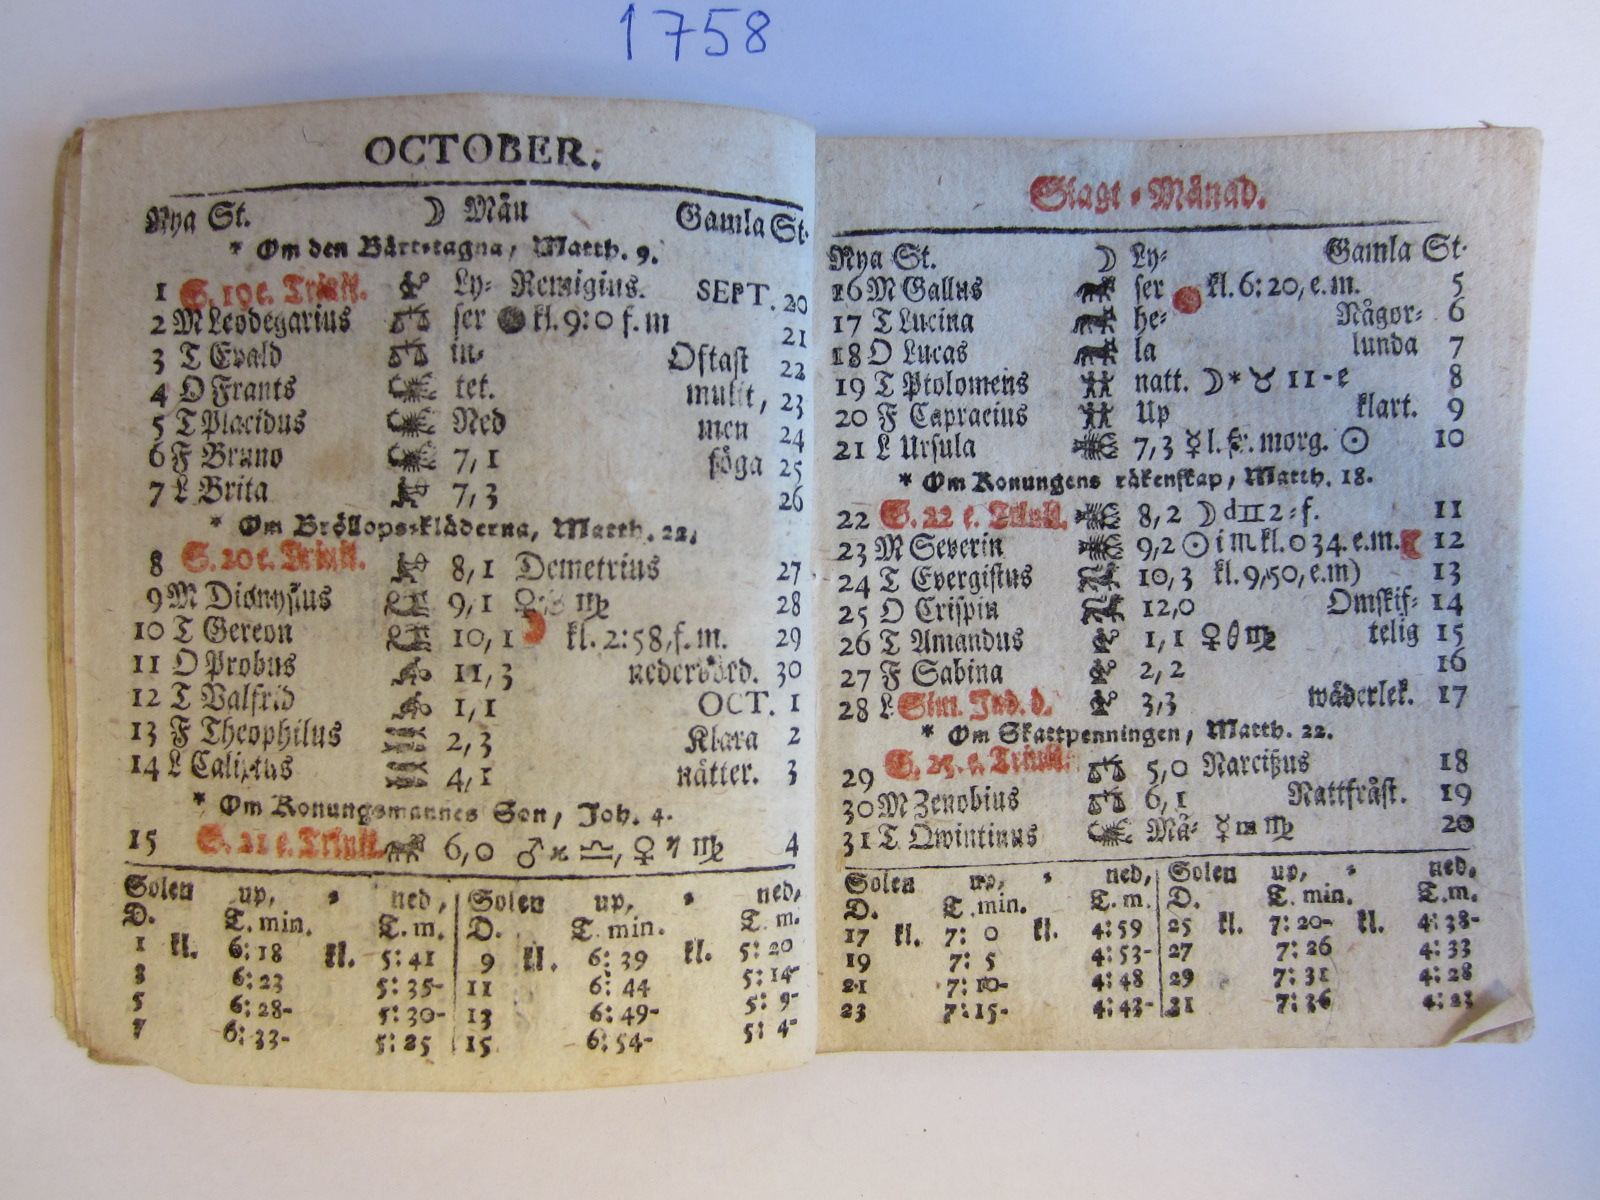 1758
OCTOBER.
Nya St. ☽ Mån Gamla St.
* Om den Bårttagna, Matth. 9.
1 S. 19 e. Trinit. Ly- Remigius. SEPT. 20
2 M Leodegarius ser ● kl. 9:0 f.m 21
3 T Evald in- Oftast 22
4 O Frants tet. mulit, 23
5 T Placidus Ned men 24
6 F Bruno 7,1 föga 25
7 L Brita 7,3 26
* Om Bröllops-kläderna, Matth. 22.
8 S. 20 e. Trinit. 8,1 Demetrius 27
9 M Dionysius 9,1 ♀ ♍ 28
10 T Gereon 10,1 kl. 2:58, f.m. 29
11 O Probus 11,3 nedersbed. 30
12 T Valfrid 1,1 OCT. 1
13 F Theophilus 2,3 Klara 2
14 L Calixtus 4,1 nätter. 3
* Om Konungsmannes Son, Joh. 4.
15 S. 21 e. Trinit. 6,0 ♂ ♎, ♀ ♍ 4
Solen up, ned, Solen up, ned,
D. T. min. T. m. D. T. min. T. m.
1 kl. 6:18 kl. 5:41 9 kl. 6:39 kl. 5:20
3 6:23 5:35- 11 6:44 5:14-
5 6:28- 5:30- 13 6:49- 5:9-
7 6:33- 5:25 15 6:54- 5:4-
Slagt-Månad.
Nya St. ☽ Ly- Gamla St.
16 M Gallus ser kl. 6:20, e.m. 5
17 T Lucina he- Någor- 6
18 O Lucas la lunda 7
19 T Ptolomeus natt. ☽ * ♉ 11-e 8
20 F Capracius Up klart. 9
21 L Ursula 7,3 ☿ l. fr. morg. ☉ 10
* Om Konungens räkenskap, Matth. 18.
22 S. 22 e. Trinit. 8,2 ☽ d ♊ 2-f. 11
23 M Severin 9,2 ☉ i ♏ kl. 0 34. e.m. ☾ 12
24 T Evergistus 10,3 kl. 9,50, e.m) 13
25 O Crispin 12,0 Omskif- 14
26 T Amandus 1,1 ♀ ♍ telig 15
27 F Sabina 2,2 16
28 L Sim. Jud. d. 3,3 wäderlek. 17
* Om Skattpenningen, Matth. 22.
29 S. 23. e. Trinit. 5,0 Narcißus 18
30 M Zenobius 6,1 Nattfråst. 19
31 T Qwintinus Må- ☿ ♍ 20
Solen up, ned, Solen up, ned,
D. T. min. T. m. D. T. min. T. m.
17 kl. 7:0 kl. 4:59 25 kl. 7:20- kl. 4:38-
19 7:5 4:53- 27 7:26 4:33
21 7:10- 4:48 29 7:31 4:28
23 7:15- 4:43- 31 7:36 4:23